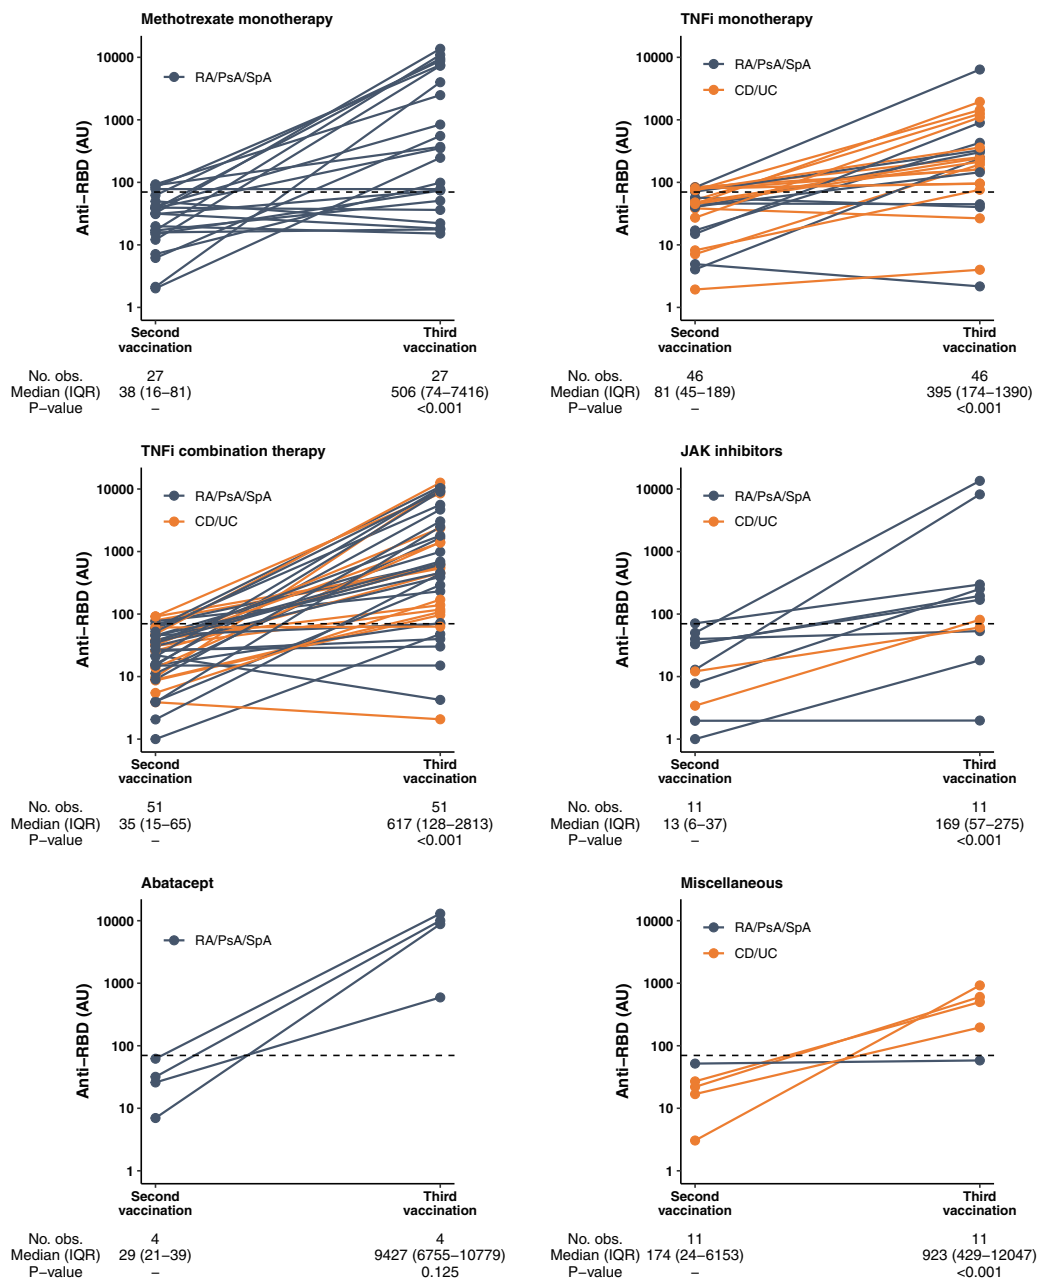 Methotrexate monotherapy
Anti−RBD (AU)
10000
1000
100
10
1
RA/PsA/SpA
Second vaccination
Third vaccination
No. obs. 27 27
Median (IQR) 38 (16−81) 506 (74−7416)
P−value − <0.001
TNFi monotherapy
Anti−RBD (AU)
10000
1000
100
10
1
RA/PsA/SpA
CD/UC
Second vaccination
Third vaccination
No. obs. 46 46
Median (IQR) 81 (45−189) 395 (174−1390)
P−value − <0.001
TNFi combination therapy
Anti−RBD (AU)
10000
1000
100
10
1
RA/PsA/SpA
CD/UC
Second vaccination
Third vaccination
No. obs. 51 51
Median (IQR) 35 (15−65) 617 (128−2813)
P−value − <0.001
JAK inhibitors
Anti−RBD (AU)
10000
1000
100
10
1
RA/PsA/SpA
CD/UC
Second vaccination
Third vaccination
No. obs. 11 11
Median (IQR) 13 (6−37) 169 (57−275)
P−value − <0.001
Abatacept
Anti−RBD (AU)
10000
1000
100
10
1
RA/PsA/SpA
Second vaccination
Third vaccination
No. obs. 4 4
Median (IQR) 29 (21−39) 9427 (6755−10779)
P−value − 0.125
Miscellaneous
Anti−RBD (AU)
10000
1000
100
10
1
RA/PsA/SpA
CD/UC
Second vaccination
Third vaccination
No. obs. 11 11
Median (IQR) 174 (24−6153) 923 (429−12047)
P−value − <0.001